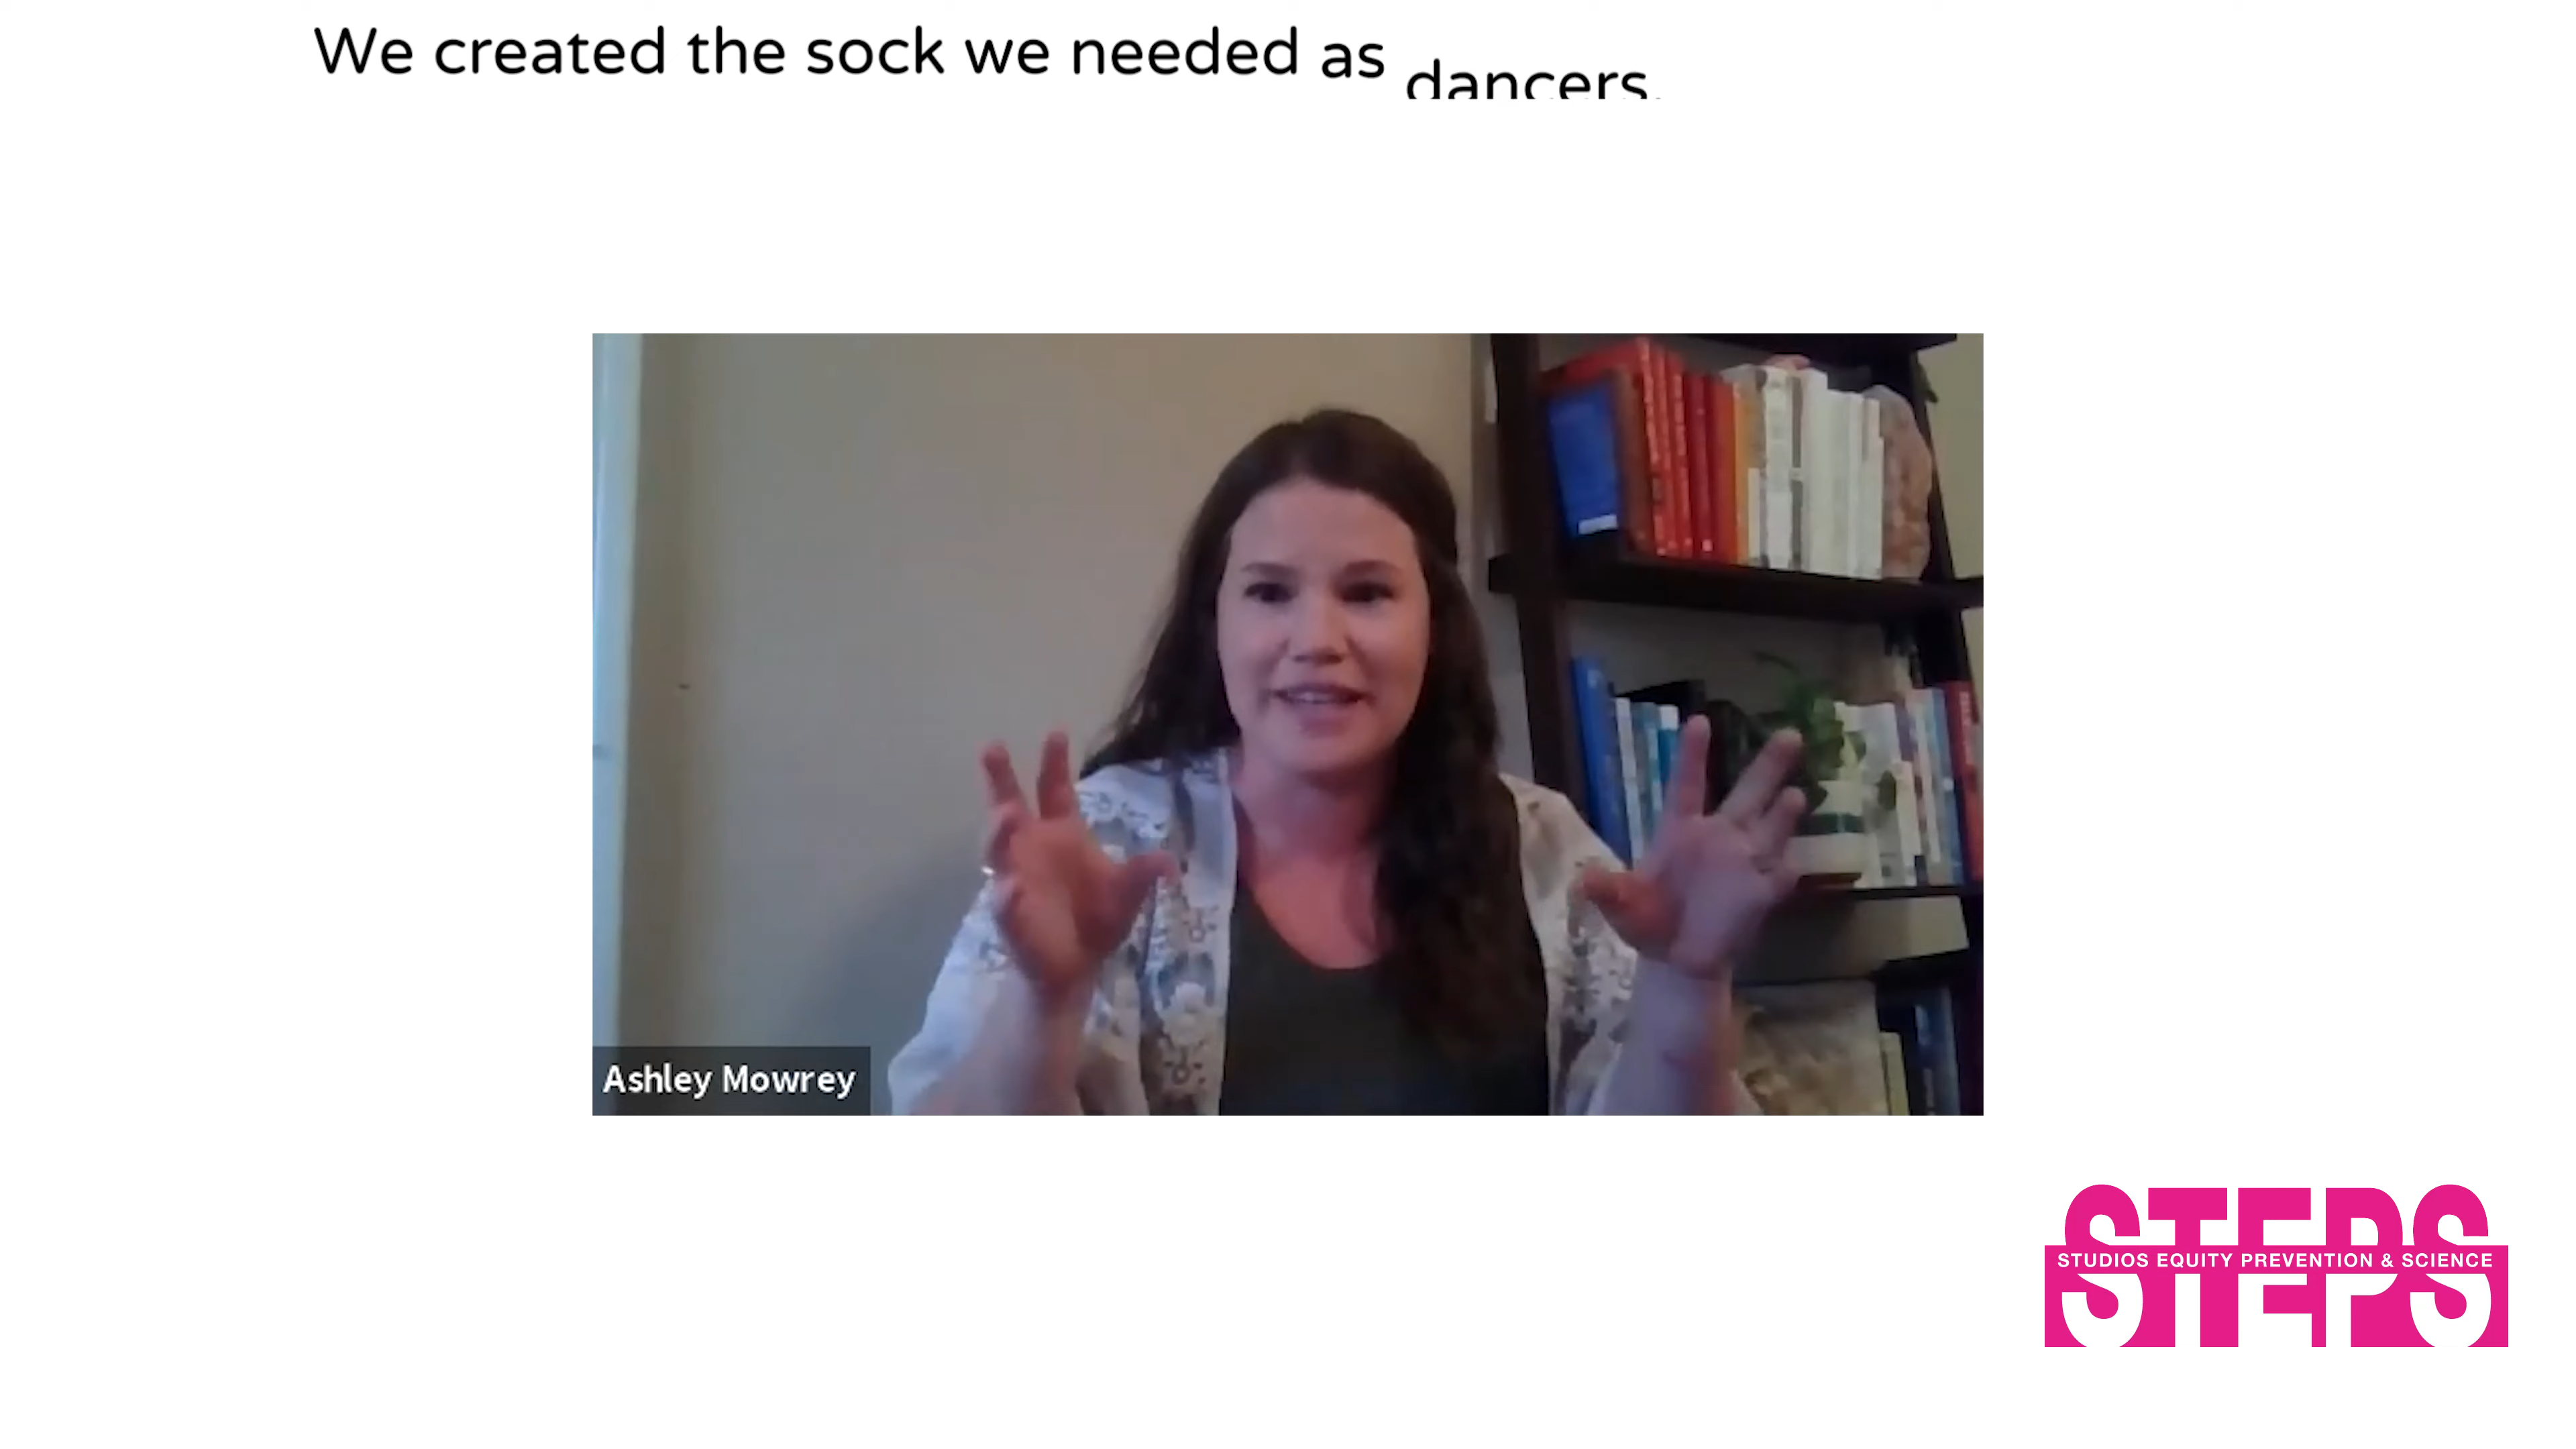 We created the sock we needed as dancers.
Ashley Mowrey
STEPS
STUDIOS EQUITY PREVENTION & SCIENCE